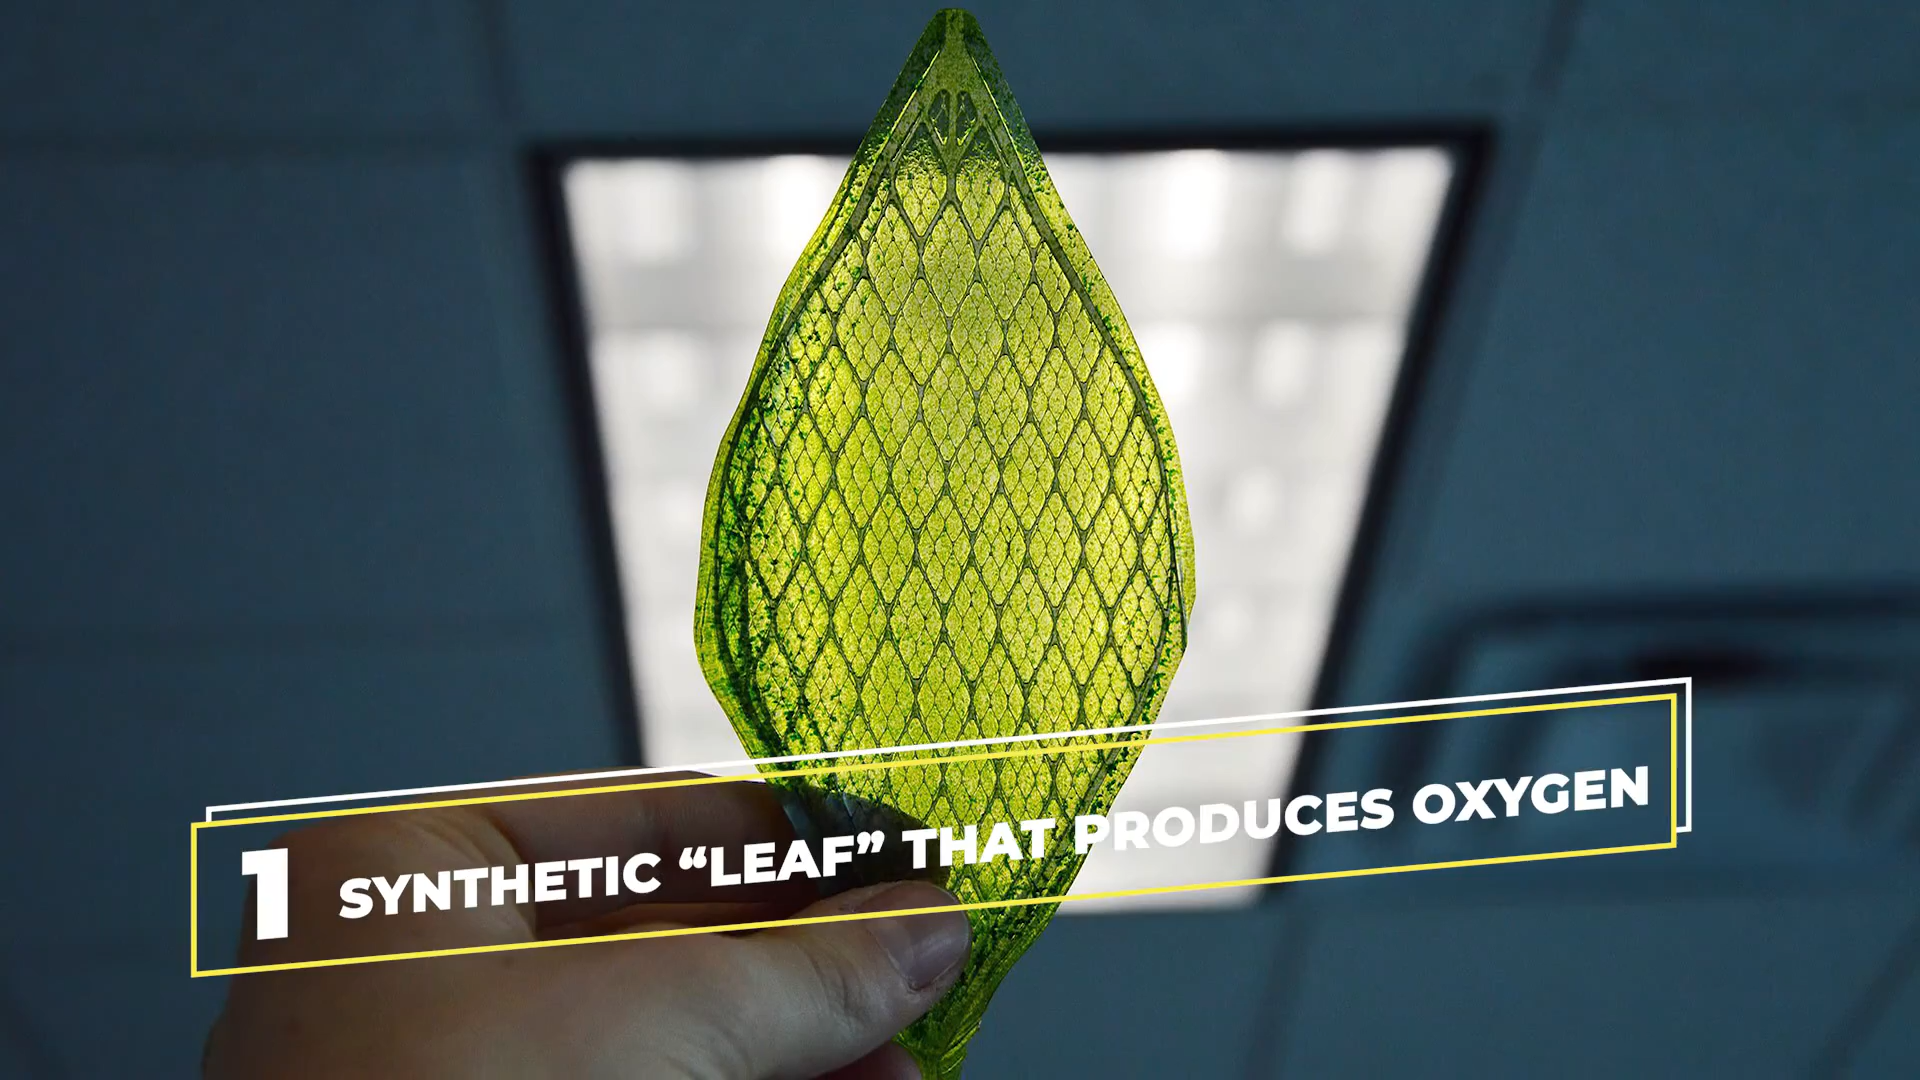 1 SYNTHETIC “LEAF” THAT PRODUCES OXYGEN